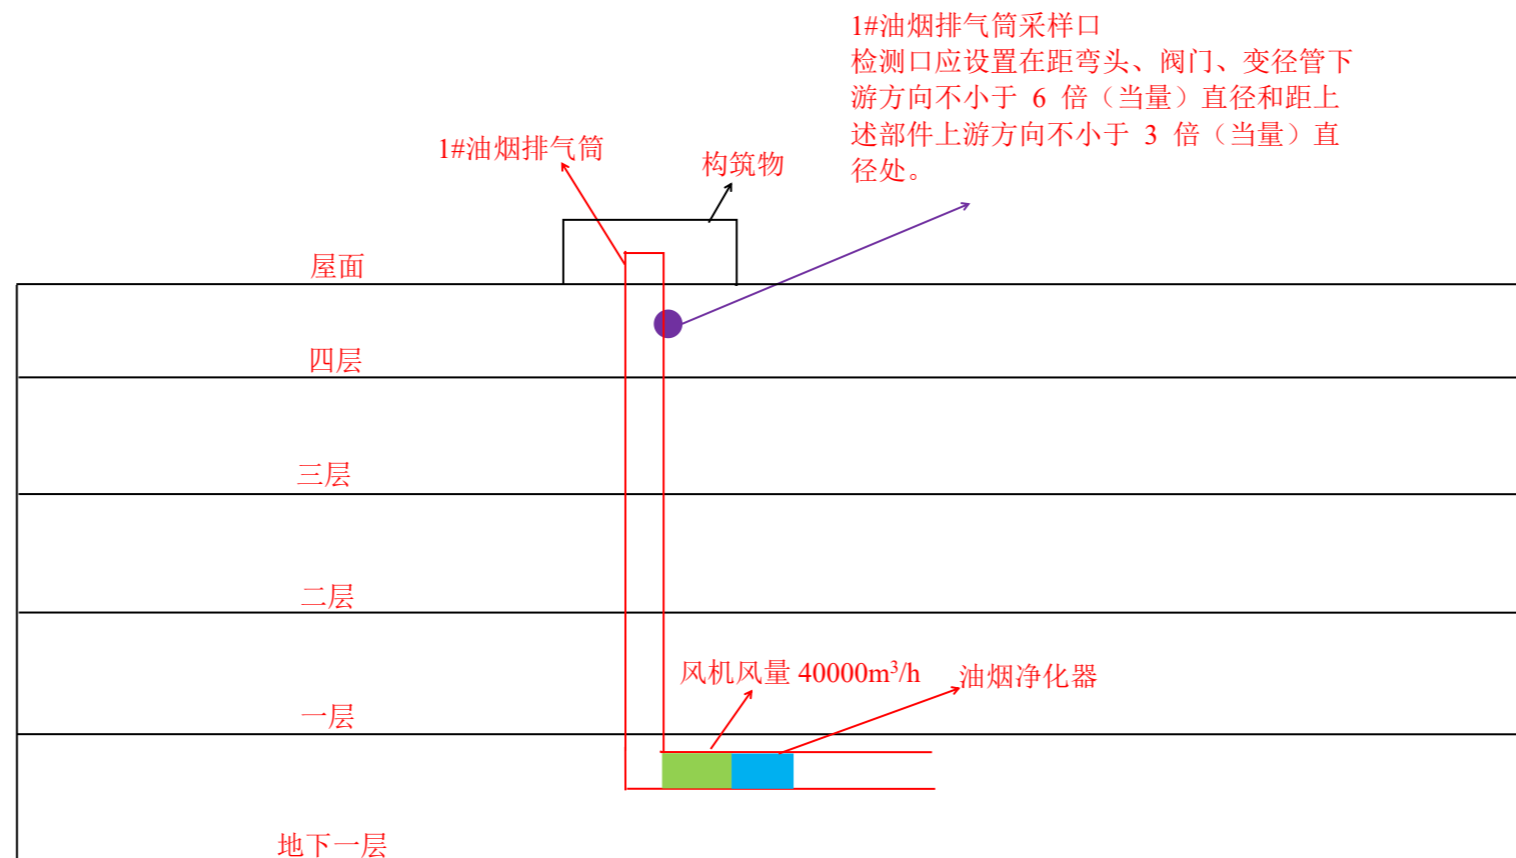 1#油烟排气筒采样口
检测口应设置在距弯头、阀门、变径管下
游方向不小于 6 倍（当量）直径和距上
述部件上游方向不小于 3 倍（当量）直
径处。
1#油烟排气筒
构筑物
屋面
四层
三层
二层
风机风量 40000m³/h
油烟净化器
一层
地下一层